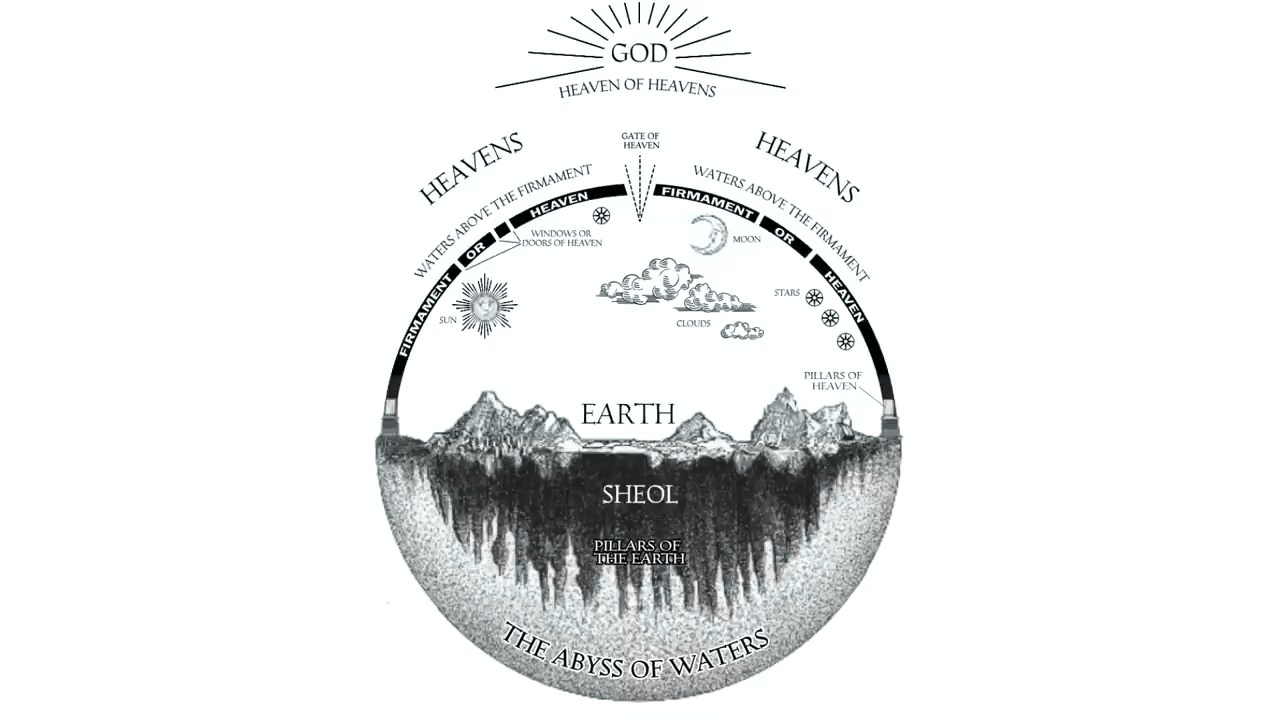 GOD
HEAVEN OF HEAVENS
HEAVENS
GATE OF
HEAVEN
HEAVENS
WATERS ABOVE THE FIRMAMENT
WATERS ABOVE THE FIRMAMENT
FIRMAMENT OR HEAVEN
FIRMAMENT OR HEAVEN
WINDOWS OR
DOORS OF HEAVEN
MOON
STARS
SUN
CLOUDS
PILLARS OF
HEAVEN
EARTH
SHEOL
PILLARS OF
THE EARTH
THE ABYSS OF WATERS